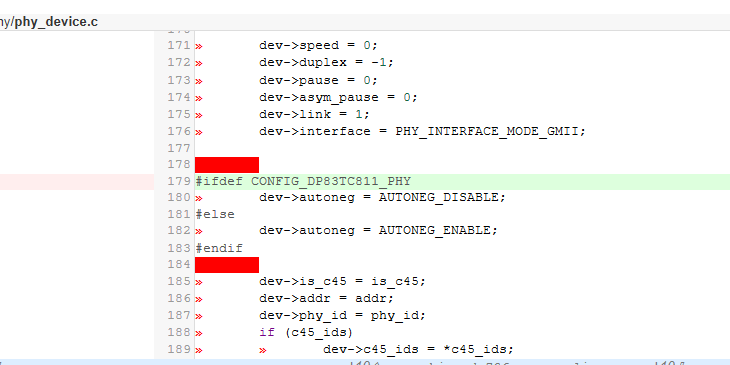 ny/phy_device.c
171 »       dev->speed = 0;
172 »       dev->duplex = -1;
173 »       dev->pause = 0;
174 »       dev->asym_pause = 0;
175 »       dev->link = 1;
176 »       dev->interface = PHY_INTERFACE_MODE_GMII;
177
178
179 #ifdef CONFIG_DP83TC811_PHY
180 »       dev->autoneg = AUTONEG_DISABLE;
181 #else
182 »       dev->autoneg = AUTONEG_ENABLE;
183 #endif
184
185 »       dev->is_c45 = is_c45;
186 »       dev->addr = addr;
187 »       dev->phy_id = phy_id;
188 »       if (c45_ids)
189 »       »       dev->c45_ids = *c45_ids;